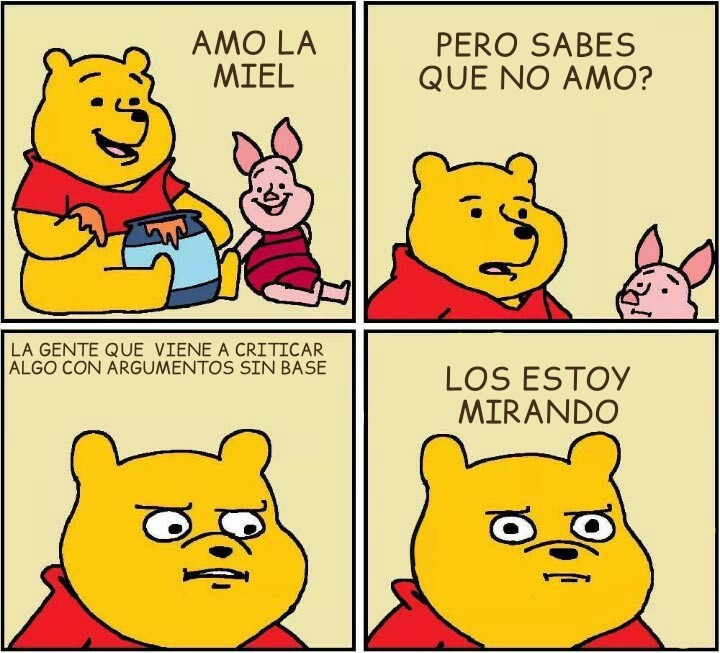 AMO LA
MIEL
PERO SABES
QUE NO AMO?
LA GENTE QUE VIENE A CRITICAR
ALGO CON ARGUMENTOS SIN BASE
LOS ESTOY
MIRANDO